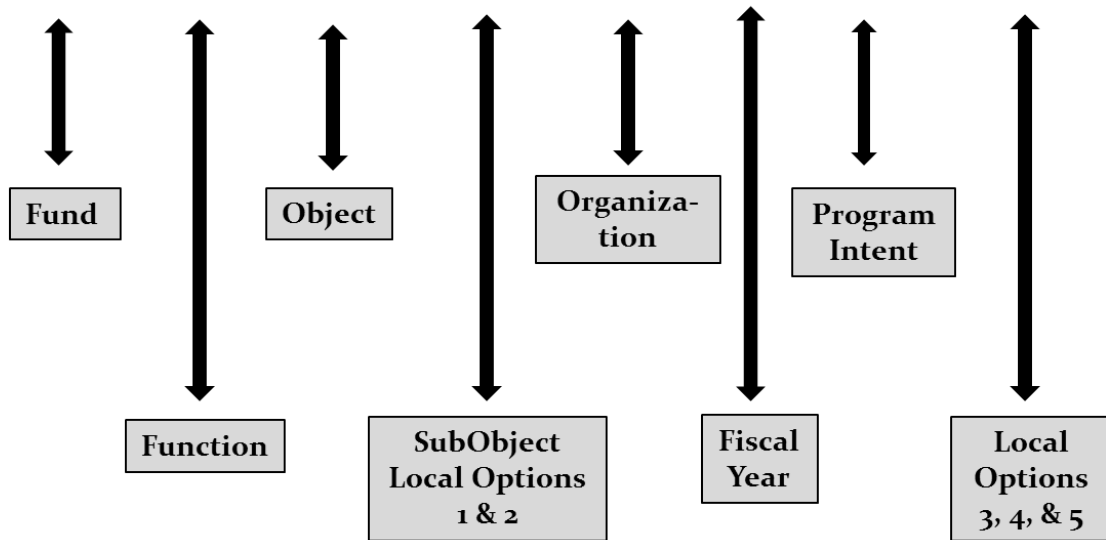 Fund
Object
Organiza-
tion
Program
Intent
Function
SubObject
Local Options
1 & 2
Fiscal
Year
Local
Options
3, 4, & 5